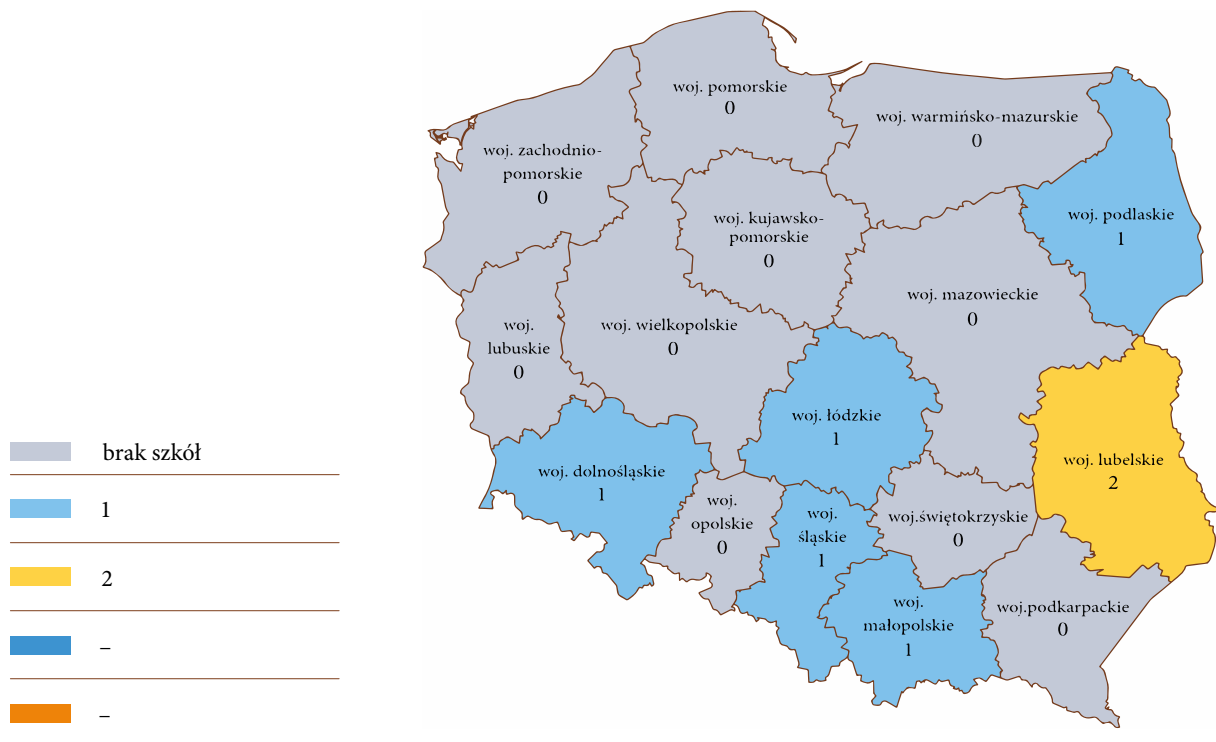 woj. pomorskie
0
woj. warmińsko-mazurskie
0
woj. zachodnio-
pomorskie
0
woj. podlaskie
1
woj. kujawsko-
pomorskie
0
woj. mazowieckie
0
woj. wielkopolskie
0
woj.
lubuskie
0
woj. łódzkie
1
woj. lubelskie
2
woj. dolnośląskie
1
woj.
opolskie
0
woj.
śląskie
1
woj.świętokrzyskie
0
woj.
małopolskie
1
woj.podkarpackie
0
brak szkół
1
2
–
–